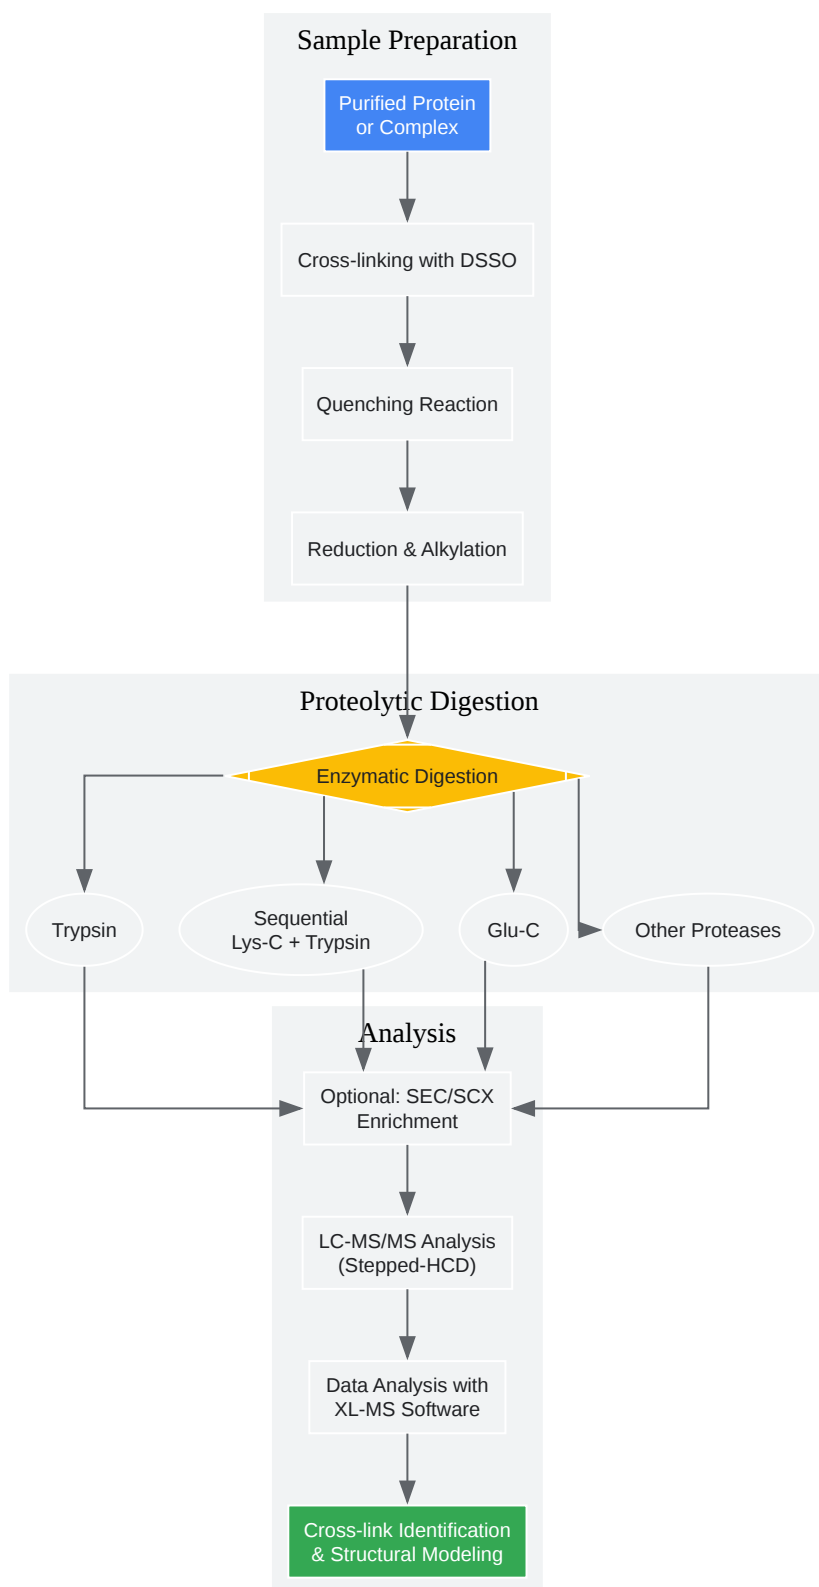 Sample Preparation
Purified Protein
or Complex
Cross-linking with DSSO
Quenching Reaction
Reduction & Alkylation
Proteolytic Digestion
Enzymatic Digestion
Trypsin
Sequential
Lys-C + Trypsin
Glu-C
Other Proteases
Analysis
Optional: SEC/SCX
Enrichment
LC-MS/MS Analysis
(Stepped-HCD)
Data Analysis with
XL-MS Software
Cross-link Identification
& Structural Modeling